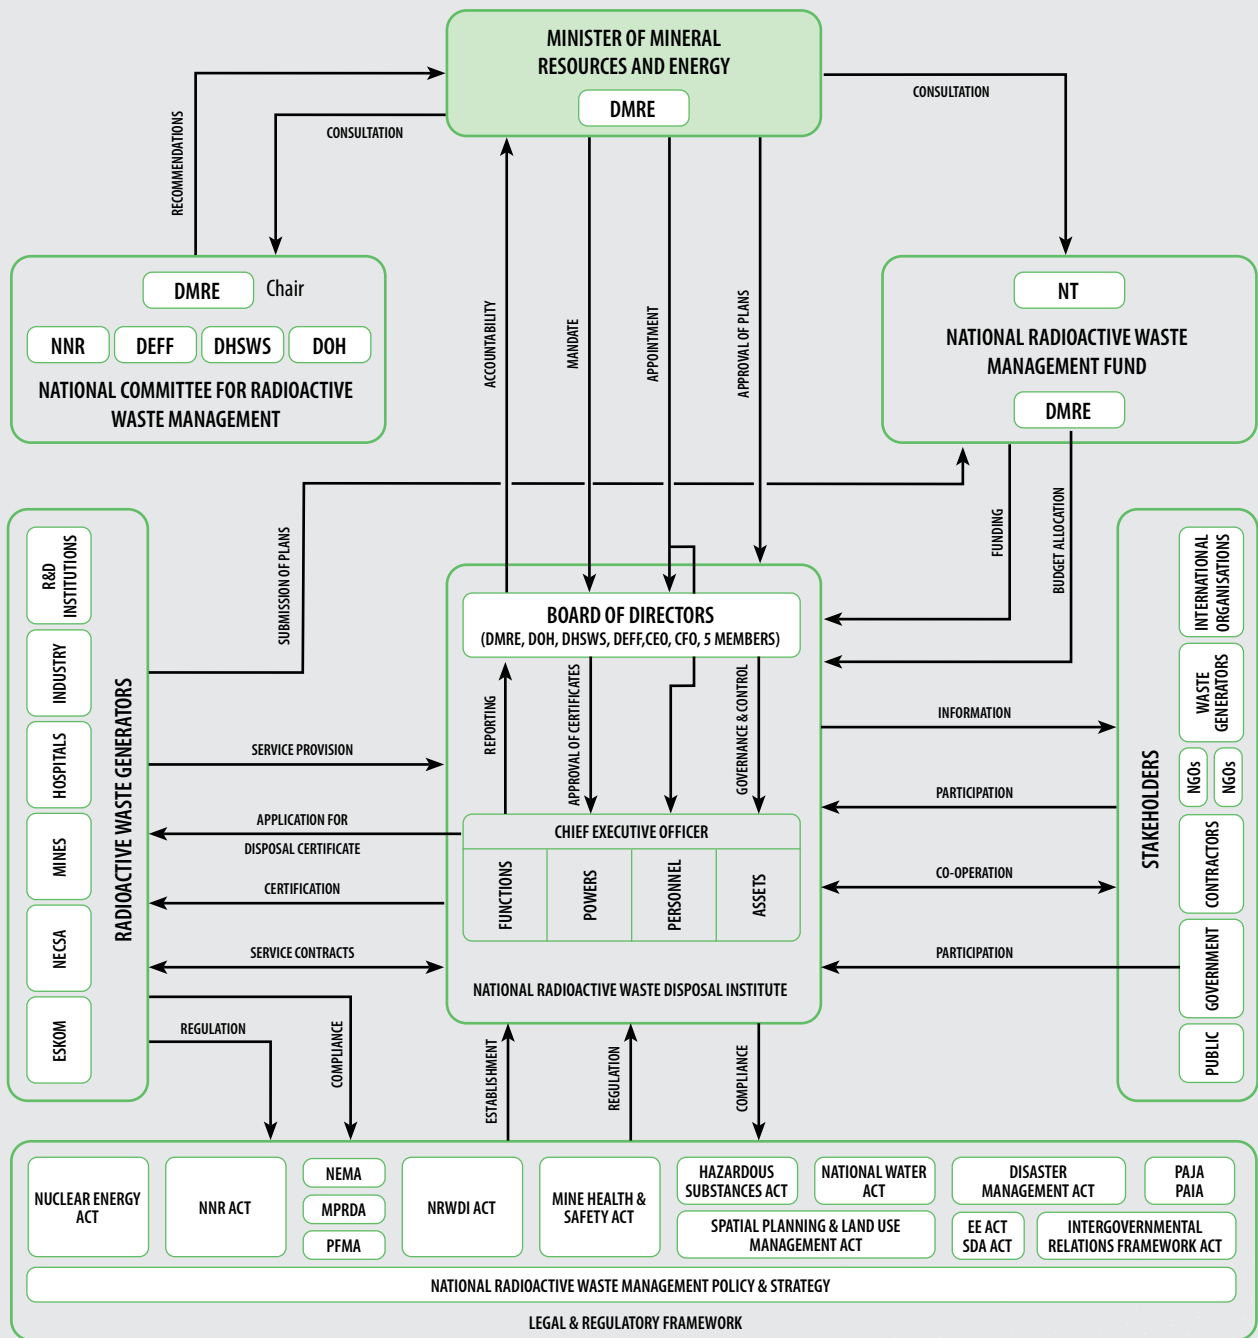 MINISTER OF MINERAL
RESOURCES AND ENERGY
DMRE
RECOMMENDATIONS
CONSULTATION
CONSULTATION
DMRE
Chair
NNR
DEFF
DHSWS
DOH
NATIONAL COMMITTEE FOR RADIOACTIVE
WASTE MANAGEMENT
ACCOUNTABILITY
MANDATE
APPOINTMENT
APPROVAL OF PLANS
NT
NATIONAL RADIOACTIVE WASTE
MANAGEMENT FUND
DMRE
FUNDING
BUDGET ALLOCATION
SUBMISSION OF PLANS
R&D
INSTITUTIONS
INDUSTRY
HOSPITALS
MINES
NECSA
ESKOM
RADIOACTIVE WASTE GENERATORS
SERVICE PROVISION
APPLICATION FOR
DISPOSAL CERTIFICATE
CERTIFICATION
SERVICE CONTRACTS
REGULATION
COMPLIANCE
BOARD OF DIRECTORS
(DMRE, DOH, DHSWS, DEFF,CEO, CFO, 5 MEMBERS)
REPORTING
APPROVAL OF CERTIFICATES
GOVERNANCE & CONTROL
CHIEF EXECUTIVE OFFICER
FUNCTIONS
POWERS
PERSONNEL
ASSETS
NATIONAL RADIOACTIVE WASTE DISPOSAL INSTITUTE
INFORMATION
PARTICIPATION
CO-OPERATION
PARTICIPATION
STAKEHOLDERS
INTERNATIONAL
ORGANISATIONS
WASTE
GENERATORS
NGOs
NGOs
CONTRACTORS
GOVERNMENT
PUBLIC
ESTABLISHMENT
REGULATION
COMPLIANCE
NUCLEAR ENERGY
ACT
NNR ACT
NEMA
MPRDA
PFMA
NRWDI ACT
MINE HEALTH &
SAFETY ACT
HAZARDOUS
SUBSTANCES ACT
NATIONAL WATER
ACT
SPATIAL PLANNING & LAND USE
MANAGEMENT ACT
DISASTER
MANAGEMENT ACT
PAJA
PAIA
EE ACT
SDA ACT
INTERGOVERNMENTAL
RELATIONS FRAMEWORK ACT
NATIONAL RADIOACTIVE WASTE MANAGEMENT POLICY & STRATEGY
LEGAL & REGULATORY FRAMEWORK